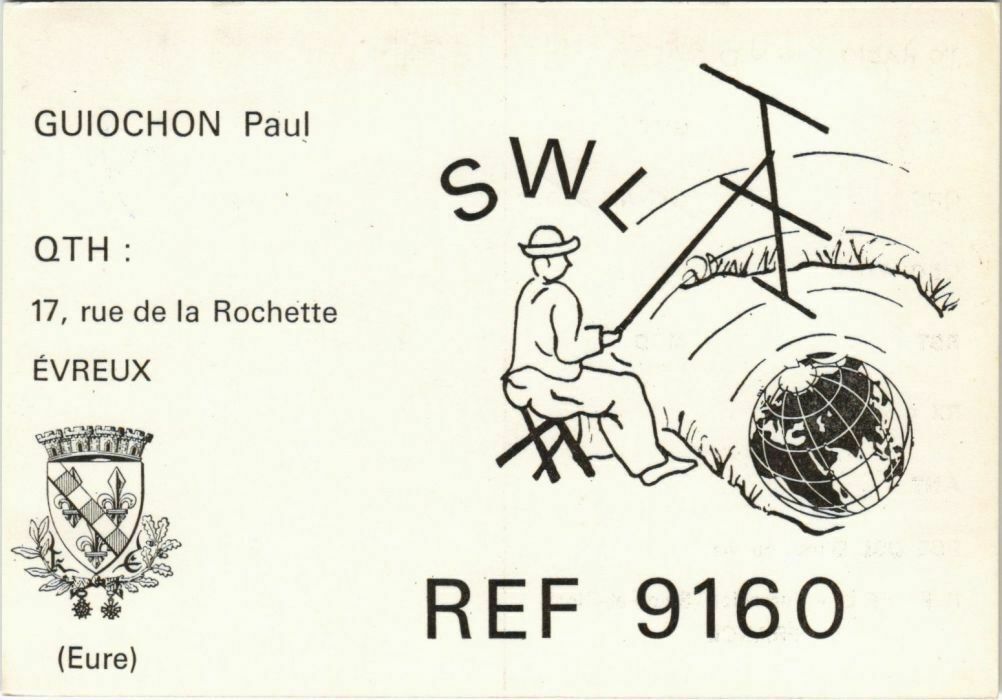 GUIOCHON Paul
QTH :
17, rue de la Rochette
ÉVREUX
(Eure)
SWL
REF 9160